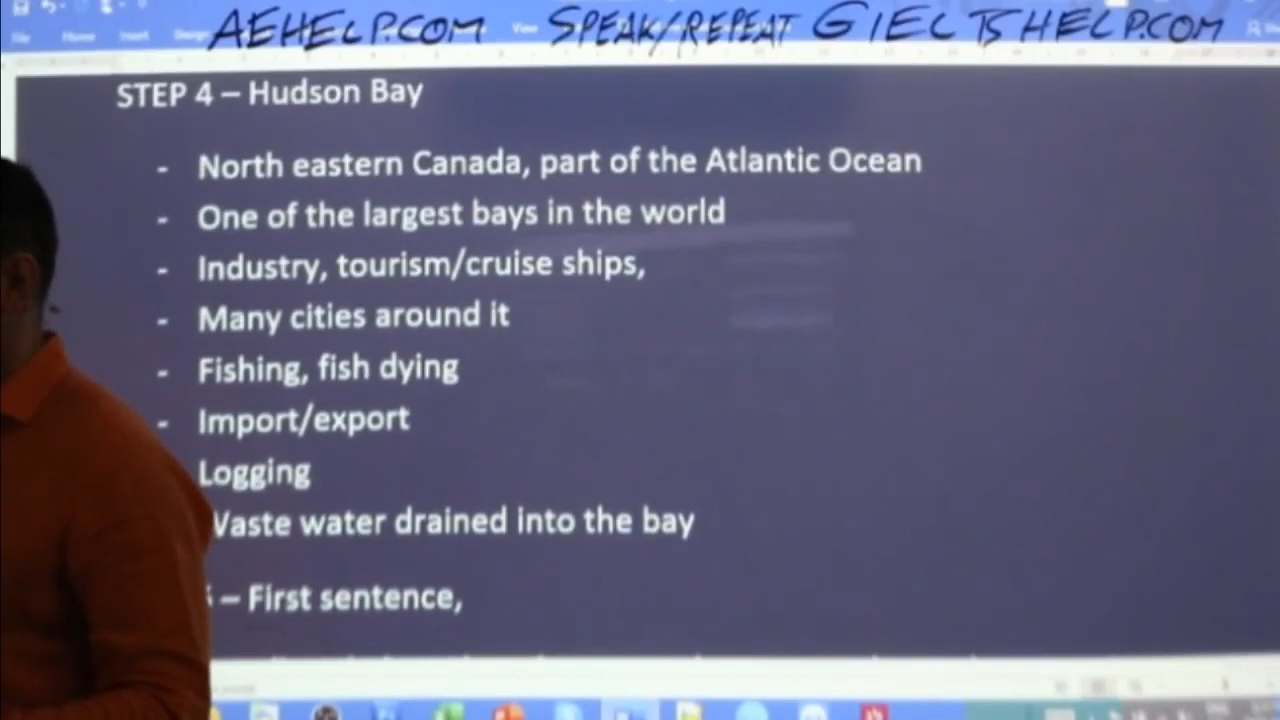 AEHELP.COM SPEAK/REPEAT GIELTSHELP.COM
STEP 4 – Hudson Bay
- North eastern Canada, part of the Atlantic Ocean
- One of the largest bays in the world
- Industry, tourism/cruise ships,
- Many cities around it
- Fishing, fish dying
- Import/export
Logging
Waste water drained into the bay
– First sentence,